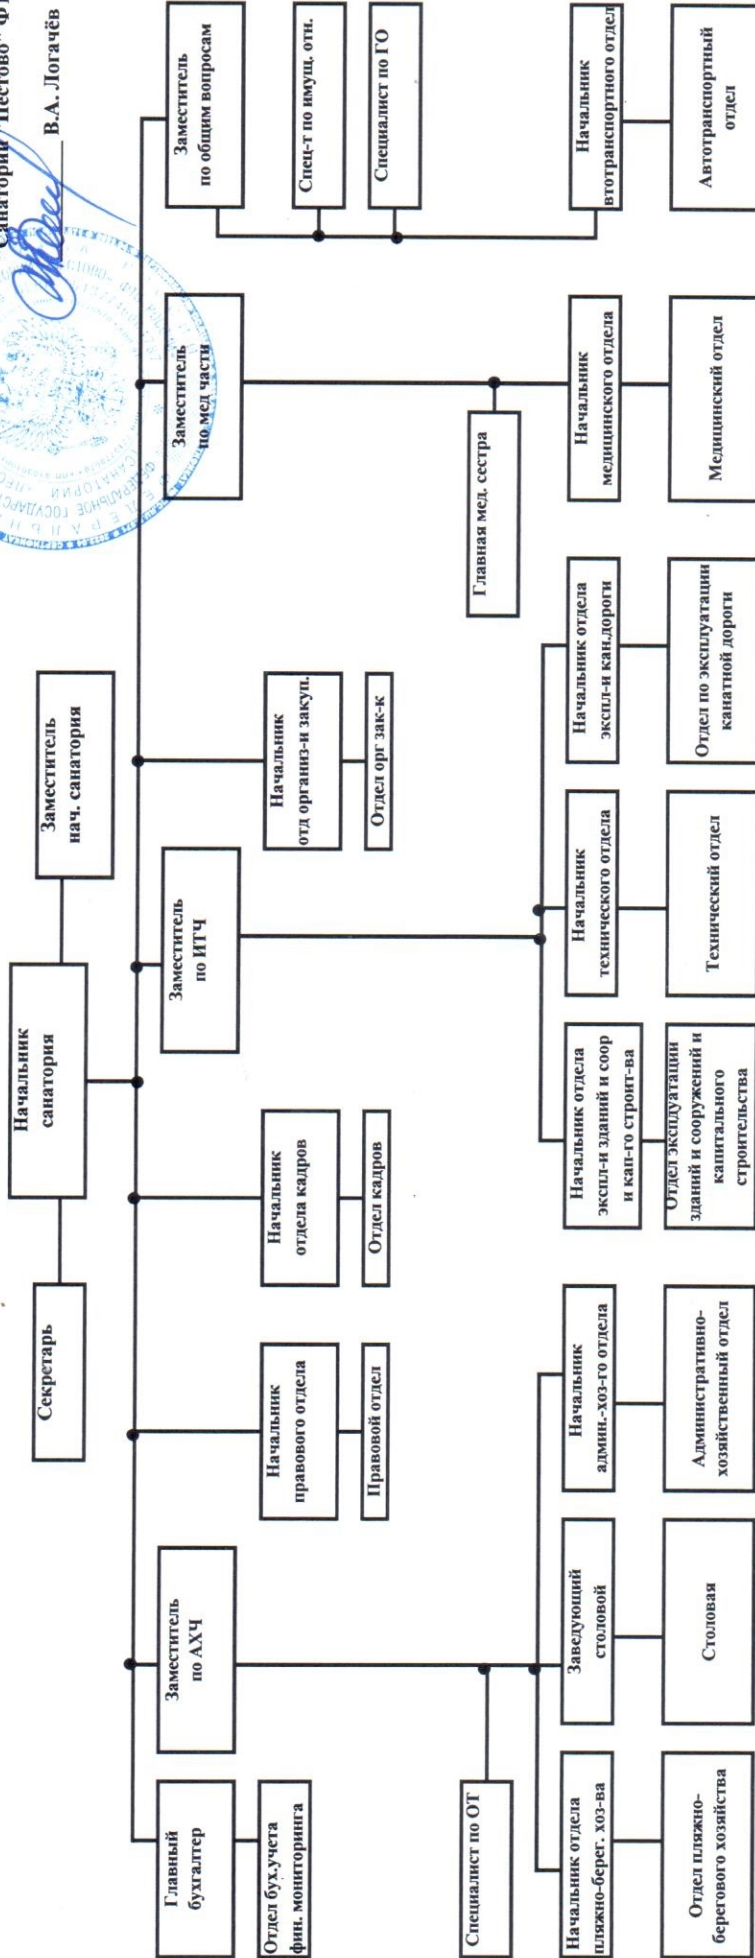 Санаторий "Пестово"
В.А. Логачёв
Начальник
санатория
Секретарь
Заместитель
нач. санатория
Главный
бухгалтер
Отдел бух.учета
фин. мониторинга
Заместитель
по АХЧ
Начальник
правового отдела
Правовой отдел
Начальник
отдела кадров
Отдел кадров
Заместитель
по ИТЧ
Начальник
отд организ-и закуп.
Отдел орг зак-к
Заместитель
по мед части
Заместитель
по общим вопросам
Спец-т по имущ. отн.
Специалист по ГО
Специалист по ОТ
Главная мед. сестра
Начальник отдела
пляжно-берег. хоз-ва
Заведующий
столовой
Начальник
админ.-хоз-го отдела
Начальник отдела
экспл-и зданий и соор
и кап-го строит-ва
Начальник
технического отдела
Начальник отдела
экспл-и кан.дороги
Начальник
медицинского отдела
Начальник
втотранспортного отдел
Отдел пляжно-
берегового хозяйства
Столовая
Административно-
хозяйственный отдел
Отдел эксплуатации
зданий и сооружений и
капитального
строительства
Технический отдел
Отдел по эксплуатации
канатной дороги
Медицинский отдел
Автотранспортный
отдел